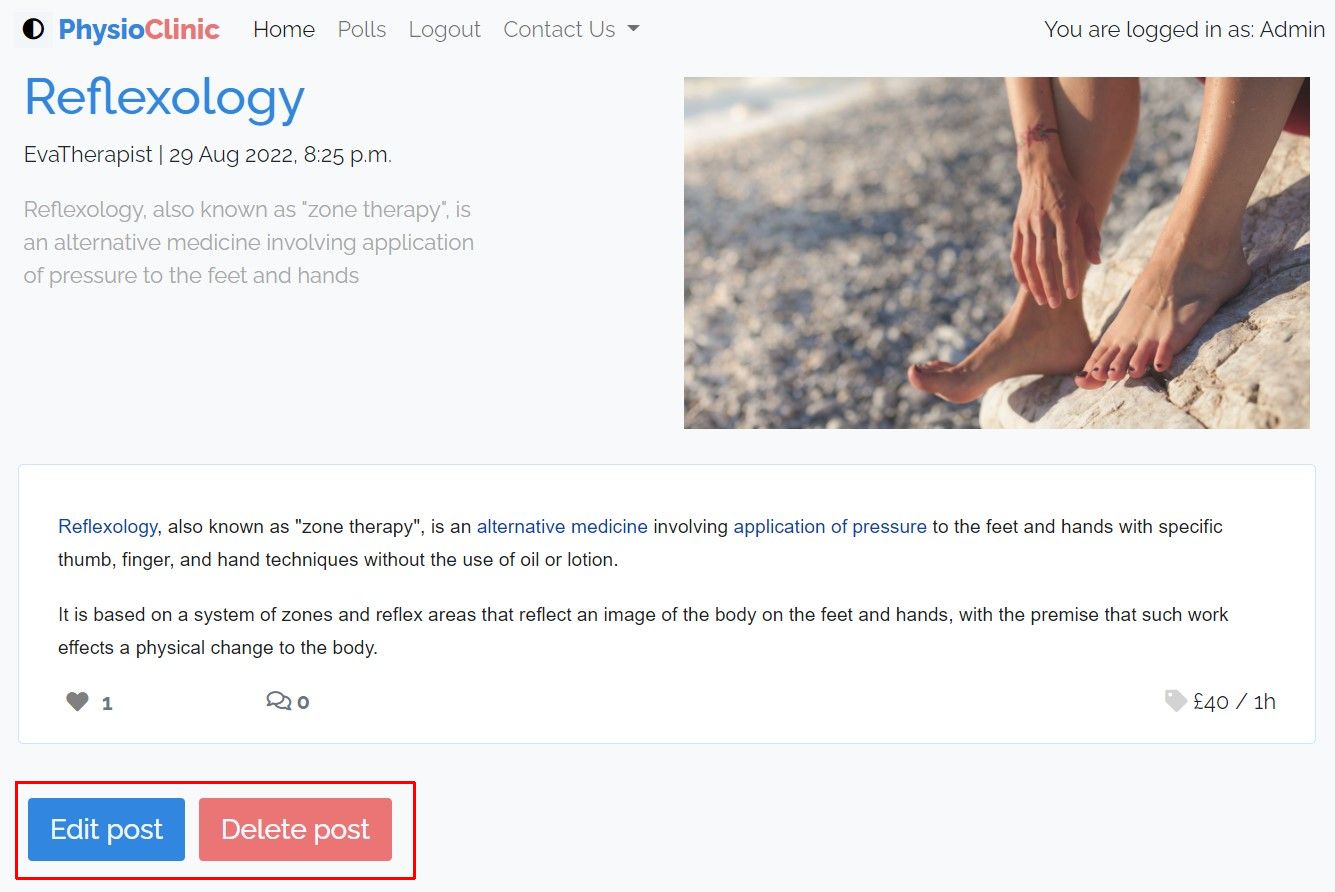 PhysioClinic Home Polls Logout Contact Us You are logged in as: Admin
Reflexology
EvaTherapist | 29 Aug 2022, 8:25 p.m.
Reflexology, also known as "zone therapy", is
an alternative medicine involving application
of pressure to the feet and hands
Reflexology, also known as "zone therapy", is an alternative medicine involving application of pressure to the feet and hands with specific
thumb, finger, and hand techniques without the use of oil or lotion.
It is based on a system of zones and reflex areas that reflect an image of the body on the feet and hands, with the premise that such work
effects a physical change to the body.
1 0 £40 / 1h
Edit post Delete post